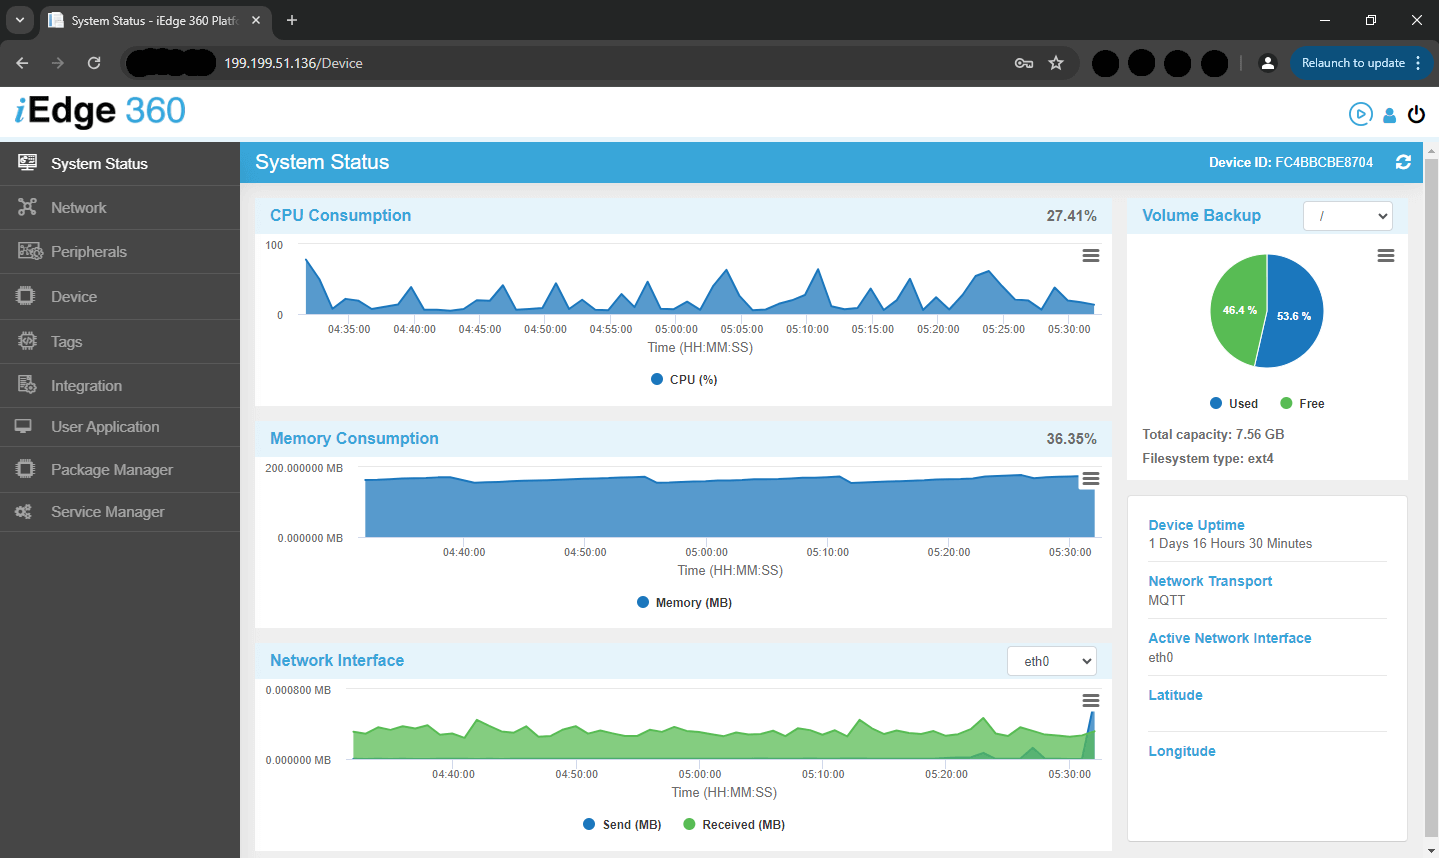 System Status - iEdge 360 Platfo
199.199.51.136/Device
Relaunch to update
iEdge 360
System Status
Network
Peripherals
Device
Tags
Integration
User Application
Package Manager
Service Manager
System Status
Device ID: FC4BBCBE8704
CPU Consumption
27.41%
100
0
04:35:00 04:40:00 04:45:00 04:50:00 04:55:00 05:00:00 05:05:00 05:10:00 05:15:00 05:20:00 05:25:00 05:30:00
Time (HH:MM:SS)
CPU (%)
Memory Consumption
36.35%
200.000000 MB
0.000000 MB
04:40:00 04:50:00 05:00:00 05:10:00 05:20:00 05:30:00
Time (HH:MM:SS)
Memory (MB)
Network Interface
eth0
0.000800 MB
0.000000 MB
04:40:00 04:50:00 05:00:00 05:10:00 05:20:00 05:30:00
Time (HH:MM:SS)
Send (MB) Received (MB)
Volume Backup
/
46.4 %
53.6 %
Used Free
Total capacity: 7.56 GB
Filesystem type: ext4
Device Uptime
1 Days 16 Hours 30 Minutes
Network Transport
MQTT
Active Network Interface
eth0
Latitude
Longitude